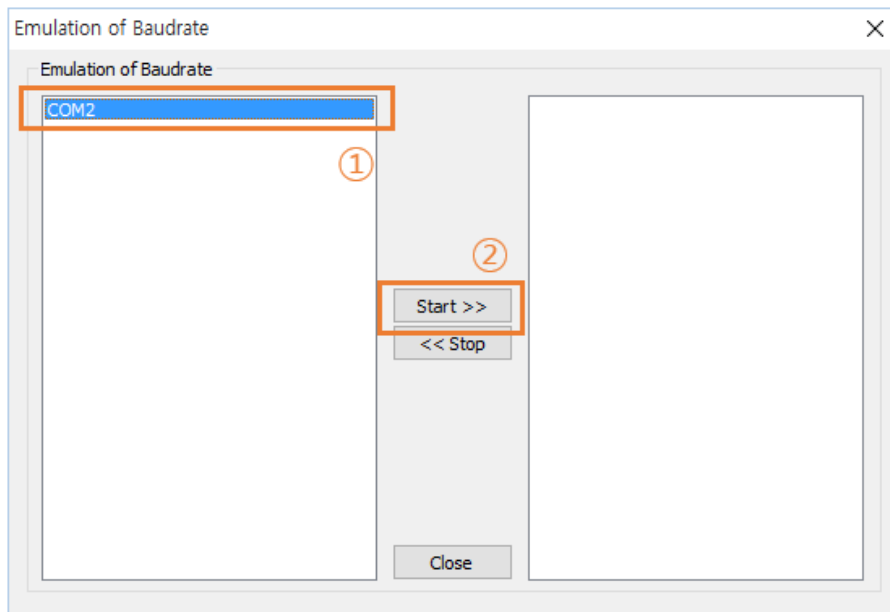 Emulation of Baudrate
Emulation of Baudrate
COM2
①
②
Start >>
<< Stop
Close